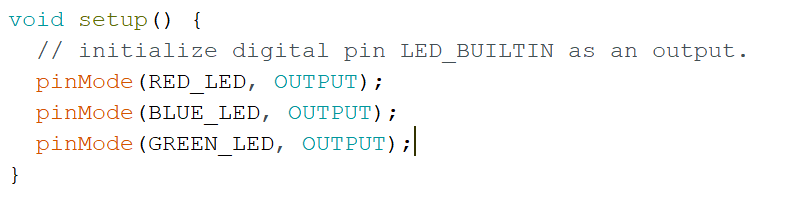 void setup() {
  // initialize digital pin LED_BUILTIN as an output.
  pinMode(RED_LED, OUTPUT);
  pinMode(BLUE_LED, OUTPUT);
  pinMode(GREEN_LED, OUTPUT);
}